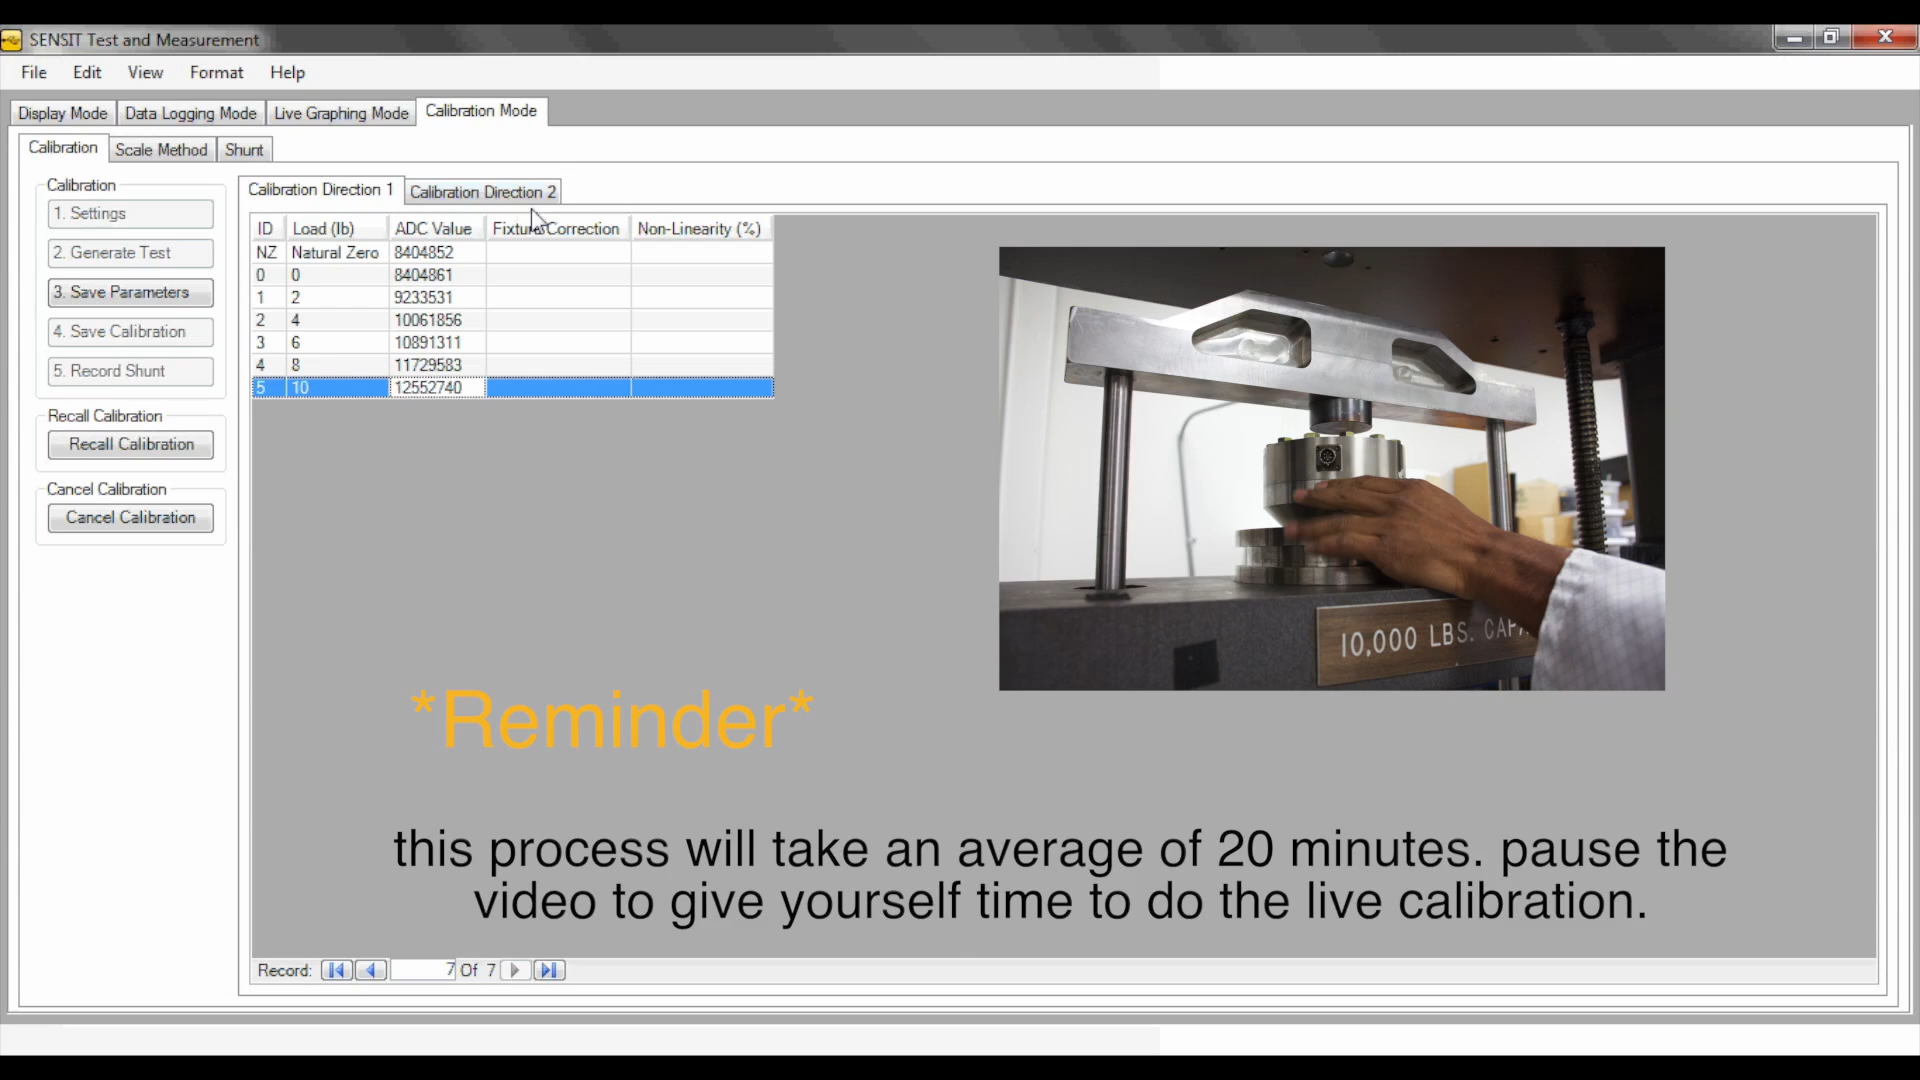 SENSIT Test and Measurement
File Edit View Format Help
Display Mode Data Logging Mode Live Graphing Mode Calibration Mode
Calibration Scale Method Shunt
Calibration
1. Settings
2. Generate Test
3. Save Parameters
4. Save Calibration
5. Record Shunt
Recall Calibration
Recall Calibration
Cancel Calibration
Cancel Calibration
Calibration Direction 1 Calibration Direction 2
ID Load (lb) ADC Value Fixture Correction Non-Linearity (%)
NZ Natural Zero 8404852
0 0 8404861
1 2 9233531
2 4 10061856
3 6 10891311
4 8 11729583
5 10 12552740
10,000 LBS.
*Reminder*
this process will take an average of 20 minutes. pause the
video to give yourself time to do the live calibration.
Record: 7 Of 7